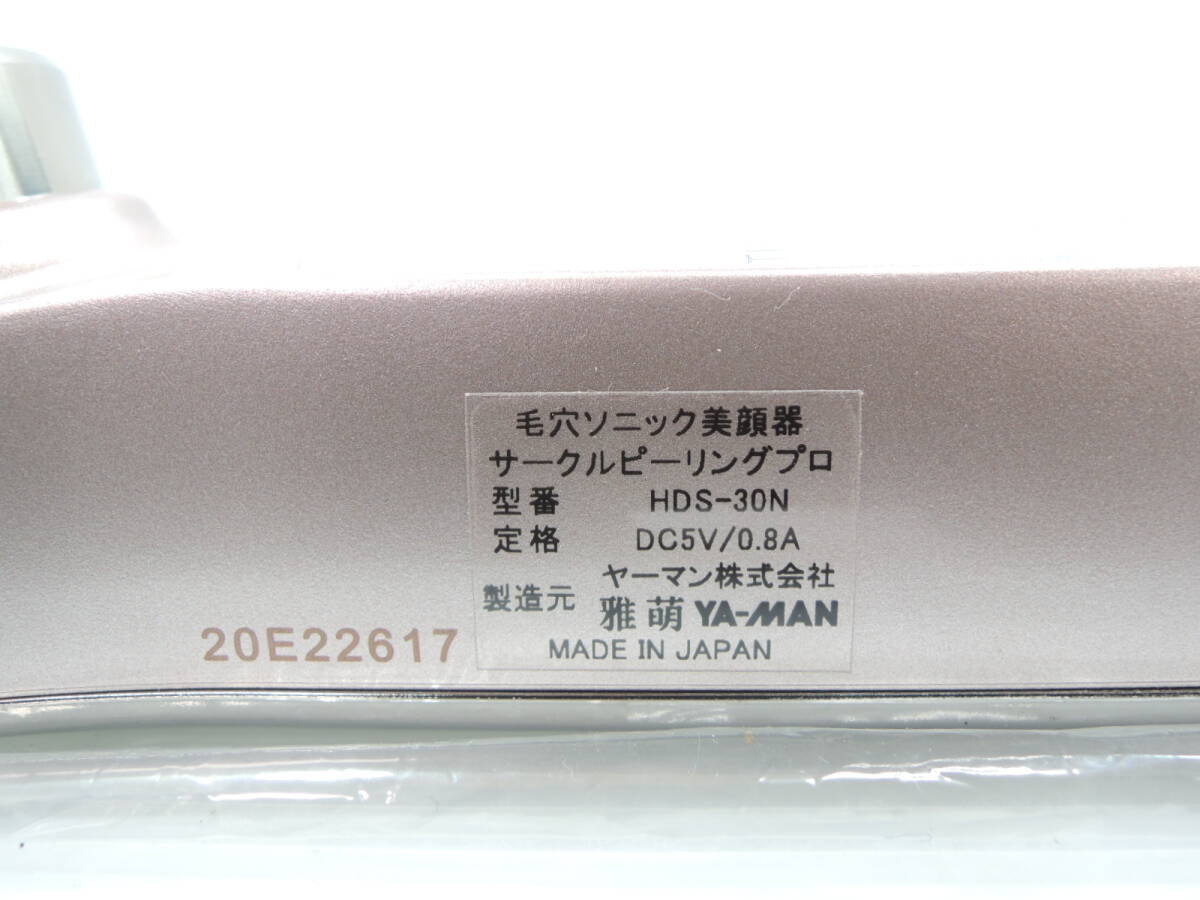 毛穴ソニック美顔器
サークルピーリングプロ
型番 HDS-30N
定格 DC5V/0.8A
製造元 ヤーマン株式会社
雅萌 YA-MAN
MADE IN JAPAN
20E22617